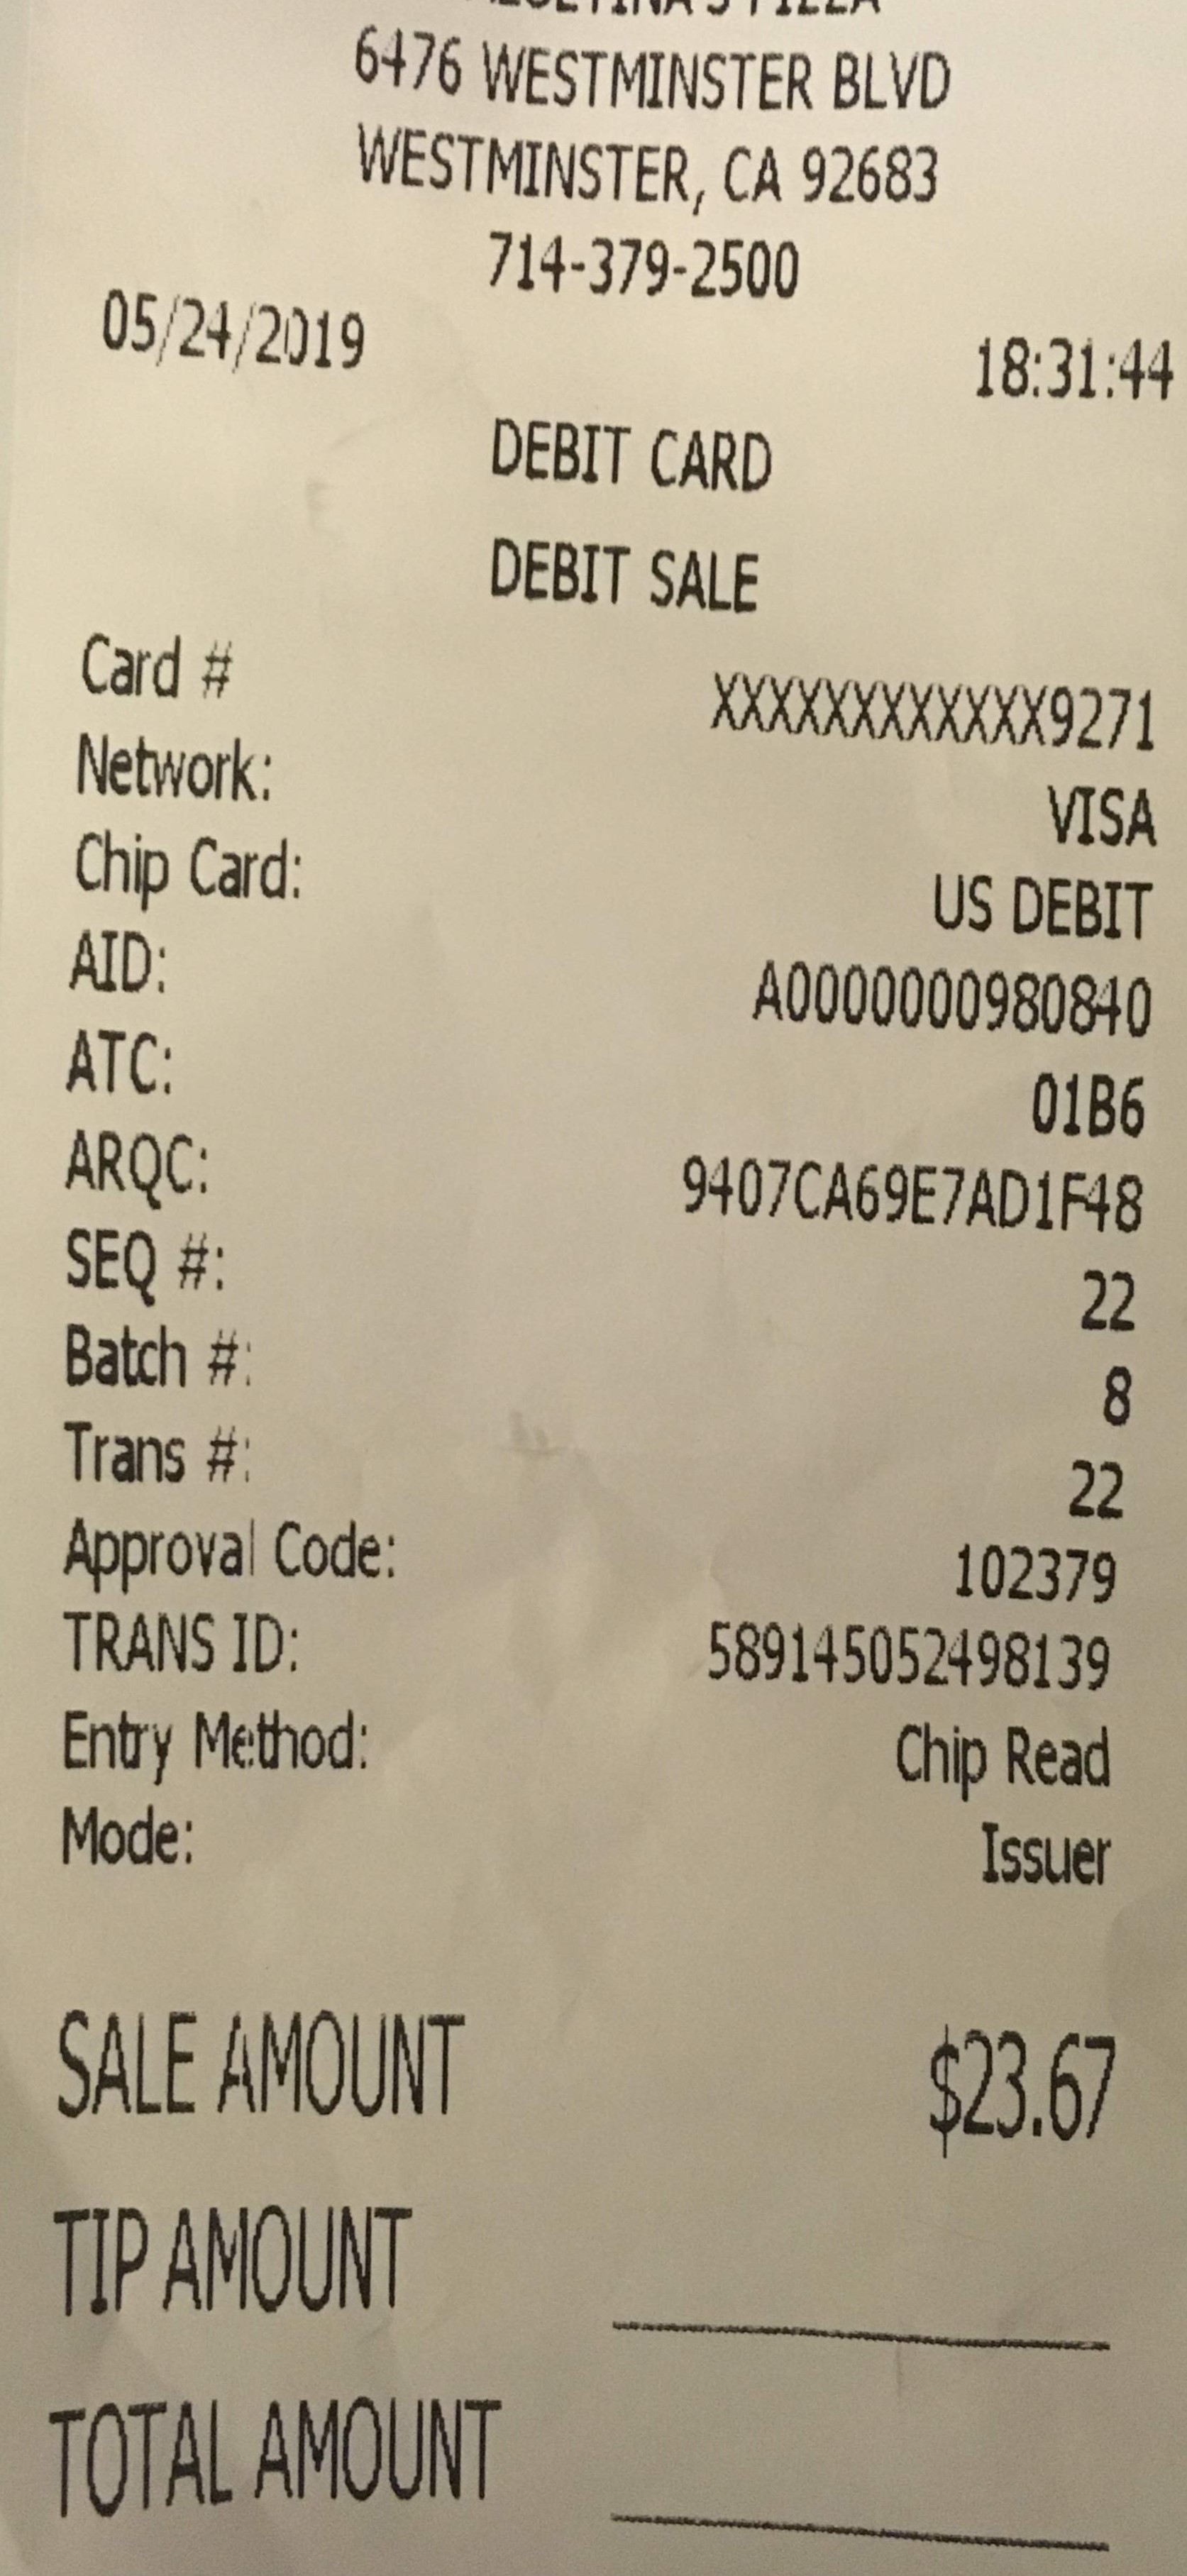 PIZZA
6476 WESTMINSTER BLVD
WESTMINSTER, CA 92683
714-379-2500
05/24/2019 18:31:44
DEBIT CARD
DEBIT SALE
Card # XXXXXXXXXXXX9271
Network: VISA
Chip Card: US DEBIT
AID: A0000000980840
ATC: 01B6
ARQC: 9407CA69E7AD1F48
SEQ #: 22
Batch #: 8
Trans #: 22
Approval Code: 102379
TRANS ID: 589145052498139
Entry Method: Chip Read
Mode: Issuer
SALE AMOUNT $23.67
TIP AMOUNT
TOTAL AMOUNT